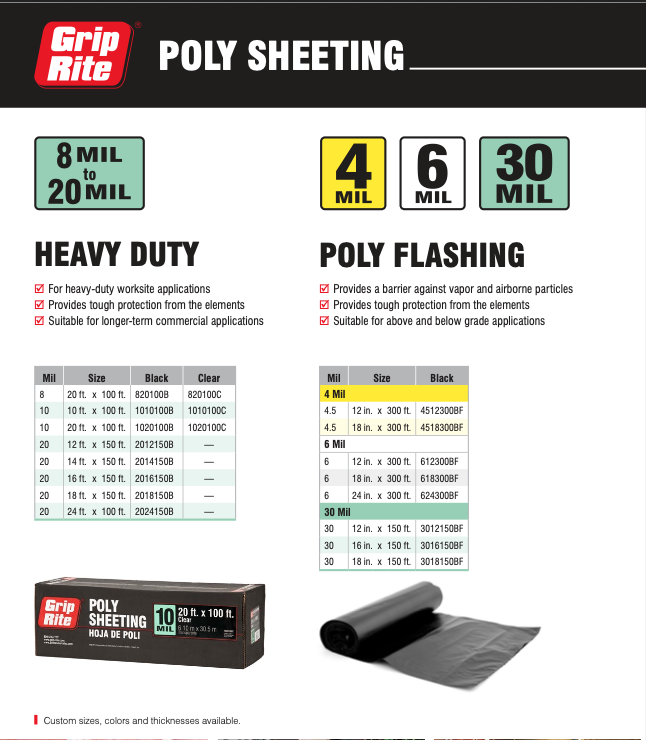 Grip Rite ®
POLY SHEETING
8 MIL
to
20 MIL
HEAVY DUTY
For heavy-duty worksite applications
Provides tough protection from the elements
Suitable for longer-term commercial applications
Mil Size Black Clear
8 20 ft. x 100 ft. 820100B 820100C
10 10 ft. x 100 ft. 1010100B 1010100C
10 20 ft. x 100 ft. 1020100B 1020100C
20 12 ft. x 150 ft. 2012150B —
20 14 ft. x 150 ft. 2014150B —
20 16 ft. x 150 ft. 2016150B —
20 18 ft. x 150 ft. 2018150B —
20 24 ft. x 100 ft. 2024150B —
Grip
Rite
POLY
SHEETING
HOJA DE POLI
10
MIL
20 ft. x 100 ft.
Clear
6.10 m x 30.5 m
4
MIL
6
MIL
30
MIL
POLY FLASHING
Provides a barrier against vapor and airborne particles
Provides tough protection from the elements
Suitable for above and below grade applications
Mil Size Black
4 Mil
4.5 12 in. x 300 ft. 4512300BF
4.5 18 in. x 300 ft. 4518300BF
6 Mil
6 12 in. x 300 ft. 612300BF
6 18 in. x 300 ft. 618300BF
6 24 in. x 300 ft. 624300BF
30 Mil
30 12 in. x 150 ft. 3012150BF
30 16 in. x 150 ft. 3016150BF
30 18 in. x 150 ft. 3018150BF
Custom sizes, colors and thicknesses available.